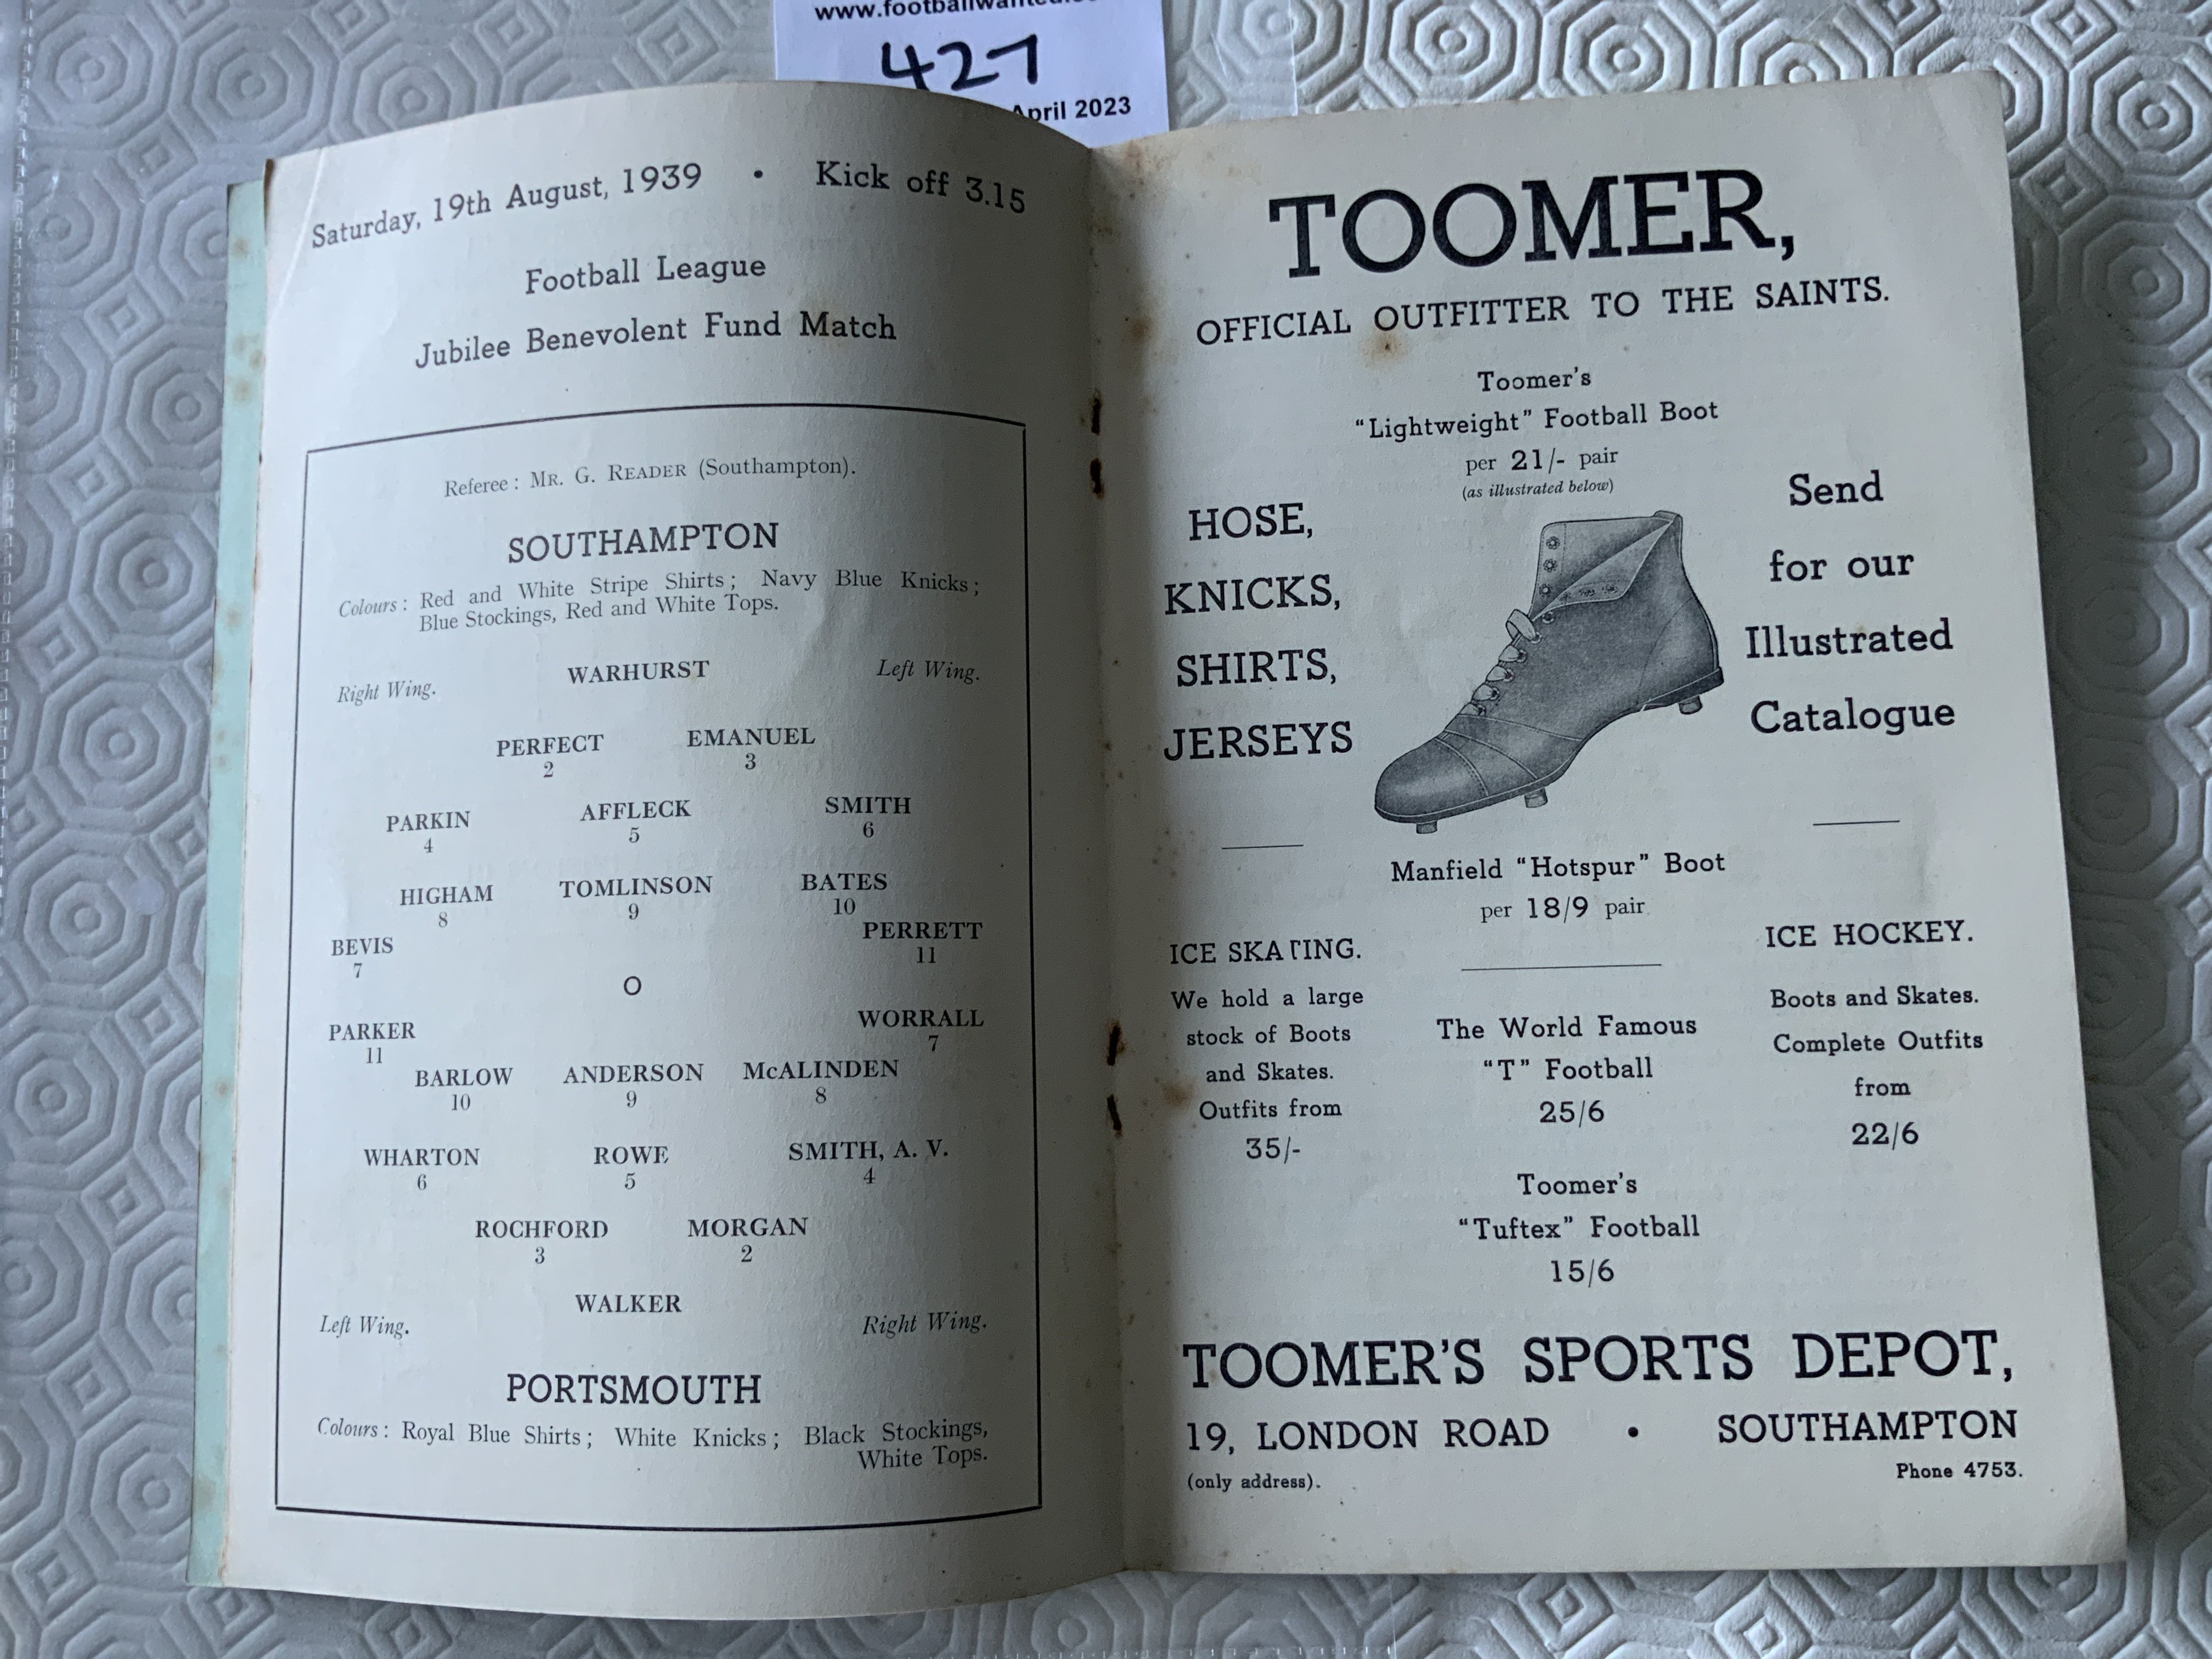 427
April 2023
Saturday, 19th August, 1939 • Kick off 3.15
Football League
Jubilee Benevolent Fund Match
Referee: MR. G. READER (Southampton).
SOUTHAMPTON
Colours: Red and White Stripe Shirts; Navy Blue Knicks;
Blue Stockings, Red and White Tops.
Right Wing. WARHURST Left Wing.
PERFECT EMANUEL
2 3
PARKIN AFFLECK SMITH
4 5 6
HIGHAM TOMLINSON BATES
8 9 10
BEVIS PERRETT
7 11
O
PARKER WORRALL
11 7
BARLOW ANDERSON McALINDEN
10 9 8
WHARTON ROWE SMITH, A. V.
6 5 4
ROCHFORD MORGAN
3 2
WALKER
Left Wing. Right Wing.
PORTSMOUTH
Colours: Royal Blue Shirts; White Knicks; Black Stockings,
White Tops.
TOOMER,
OFFICIAL OUTFITTER TO THE SAINTS.
Toomer's
"Lightweight" Football Boot
per 21/- pair
(as illustrated below)
HOSE,
KNICKS,
SHIRTS,
JERSEYS
Send
for our
Illustrated
Catalogue
Manfield "Hotspur" Boot
per 18/9 pair
ICE SKATING.
We hold a large
stock of Boots
and Skates.
Outfits from
35/-
The World Famous
"T" Football
25/6
Toomer's
"Tuftex" Football
15/6
ICE HOCKEY.
Boots and Skates.
Complete Outfits
from
22/6
TOOMER'S SPORTS DEPOT,
19, LONDON ROAD • SOUTHAMPTON
(only address). Phone 4753.